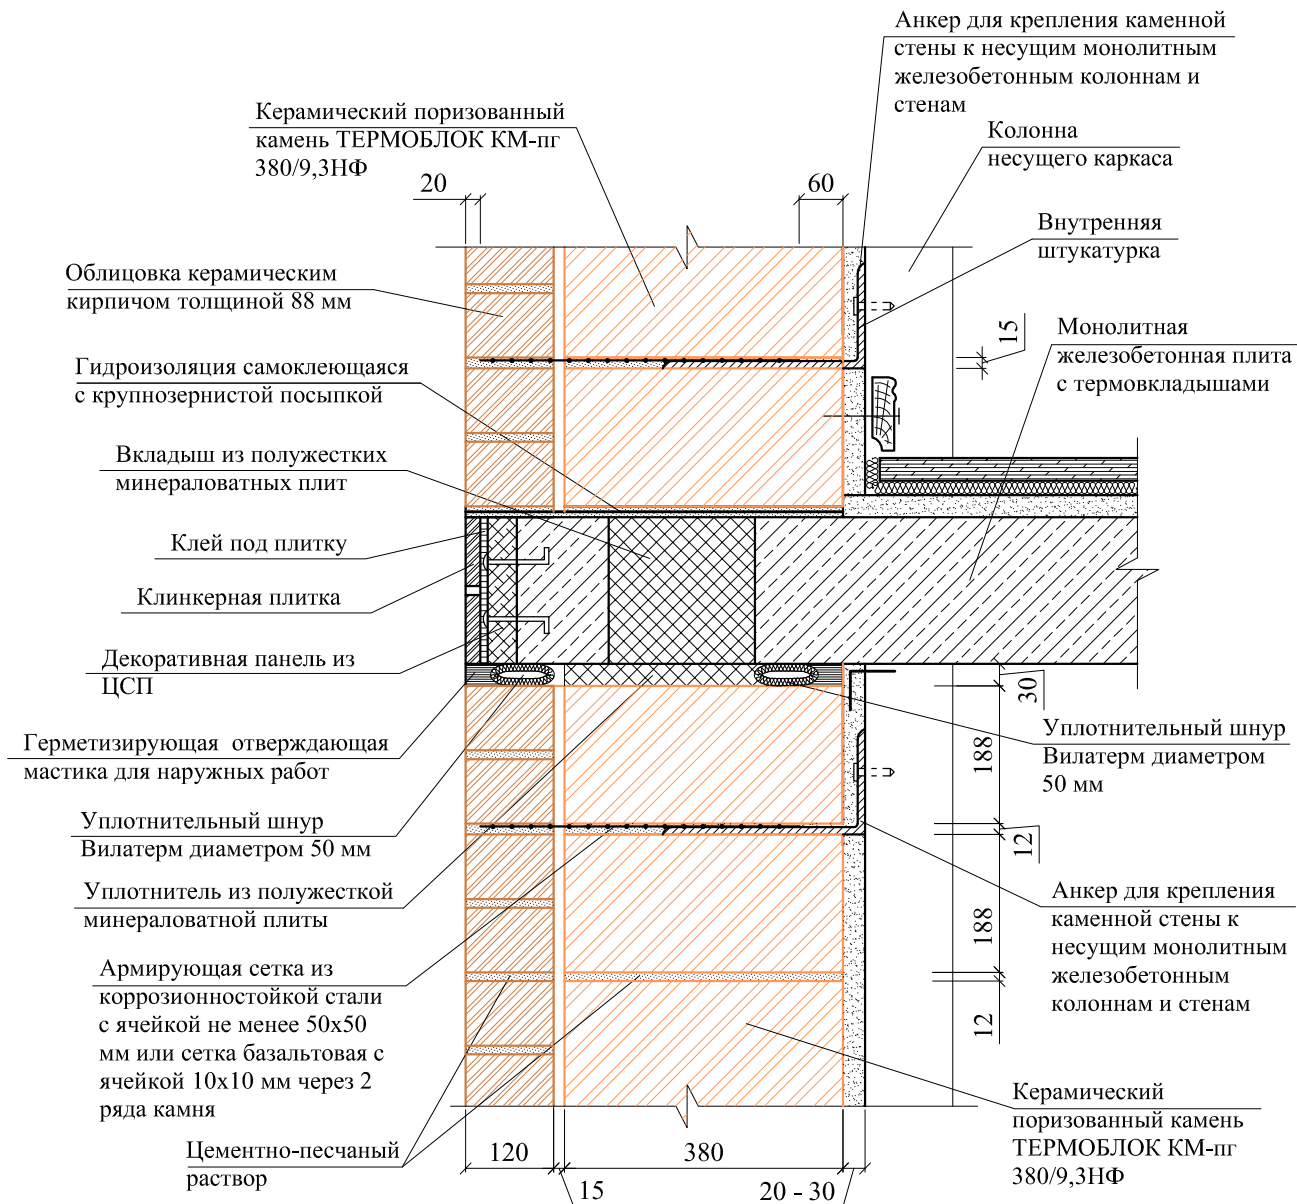 Анкер для крепления каменной
стены к несущим монолитным
железобетонным колоннам и
стенам
Керамический поризованный
камень ТЕРМОБЛОК КМ-пг
380/9,3НФ
Колонна
несущего каркаса
20
60
Внутренняя
штукатурка
Облицовка керамическим
кирпичом толщиной 88 мм
15
Монолитная
железобетонная плита
с термовкладышами
Гидроизоляция самоклеющаяся
с крупнозернистой посыпкой
Вкладыш из полужестких
минераловатных плит
Клей под плитку
Клинкерная плитка
Декоративная панель из
ЦСП
30
Герметизирующая отверждающая
мастика для наружных работ
Уплотнительный шнур
Вилатерм диаметром
50 мм
188
Уплотнительный шнур
Вилатерм диаметром 50 мм
12
Уплотнитель из полужесткой
минераловатной плиты
Анкер для крепления
каменной стены к
несущим монолитным
железобетонным
колоннам и стенам
188
Армирующая сетка из
коррозионностойкой стали
с ячейкой не менее 50х50
мм или сетка базальтовая с
ячейкой 10х10 мм через 2
ряда камня
12
Керамический
поризованный камень
ТЕРМОБЛОК КМ-пг
380/9,3НФ
Цементно-песчаный
раствор
120
380
15
20 - 30